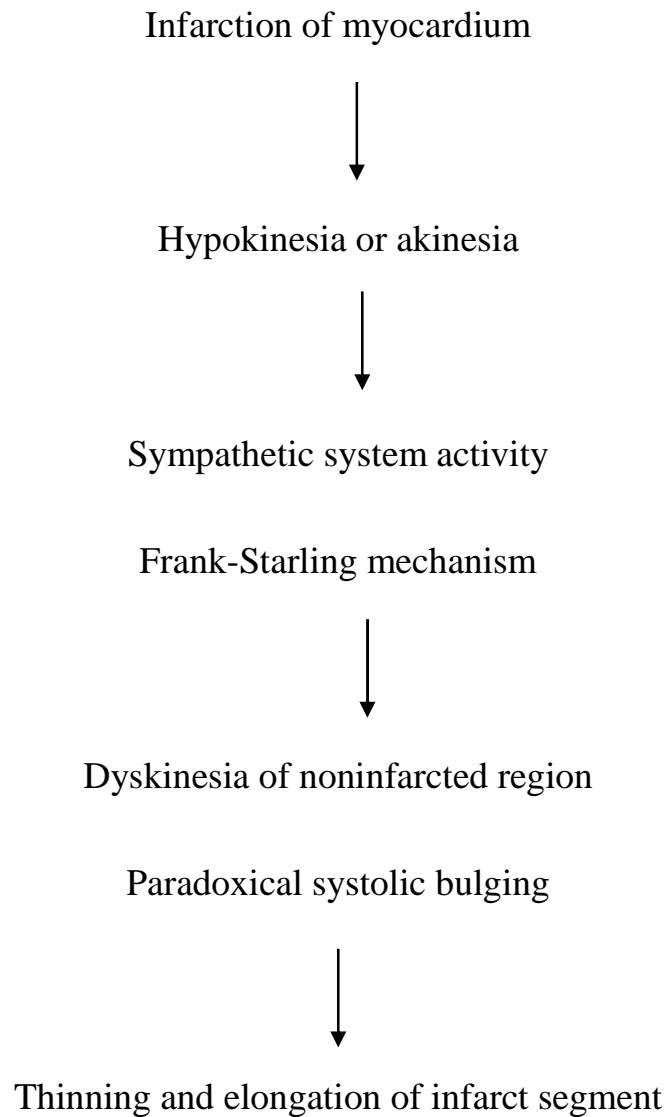 Infarction of myocardium
Hypokinesia or akinesia
Sympathetic system activity
Frank-Starling mechanism
Dyskinesia of noninfarcted region
Paradoxical systolic bulging
Thinning and elongation of infarct segment